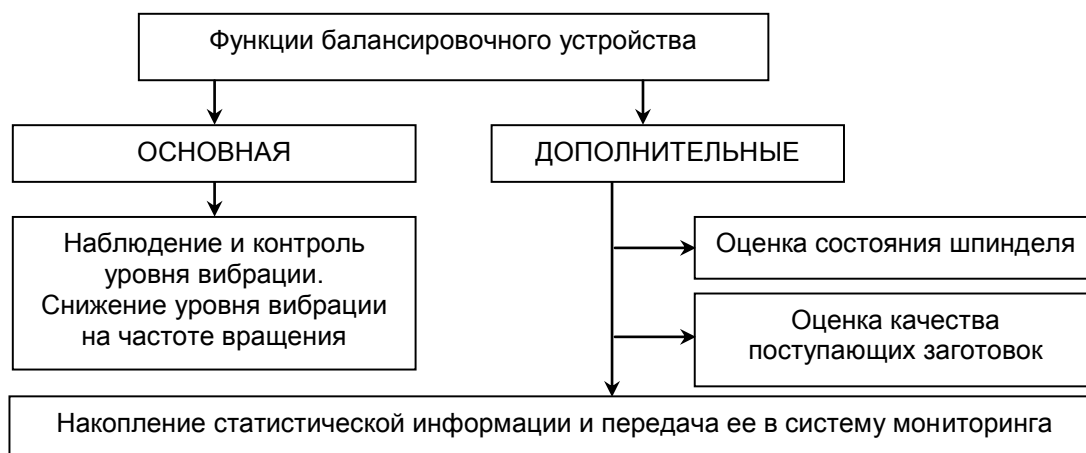 Функции балансировочного устройства
ОСНОВНАЯ
ДОПОЛНИТЕЛЬНЫЕ
Наблюдение и контроль
уровня вибрации.
Снижение уровня вибрации
на частоте вращения
Оценка состояния шпинделя
Оценка качества
поступающих заготовок
Накопление статистической информации и передача ее в систему мониторинга